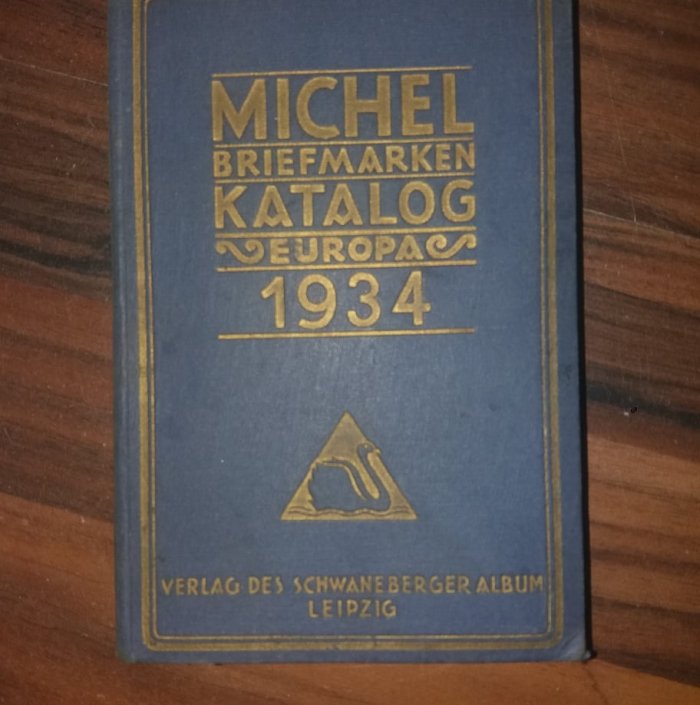 MICHEL
BRIEFMARKEN
KATALOG
EUROPA
1934
VERLAG DES SCHWANEBERGER ALBUM
LEIPZIG